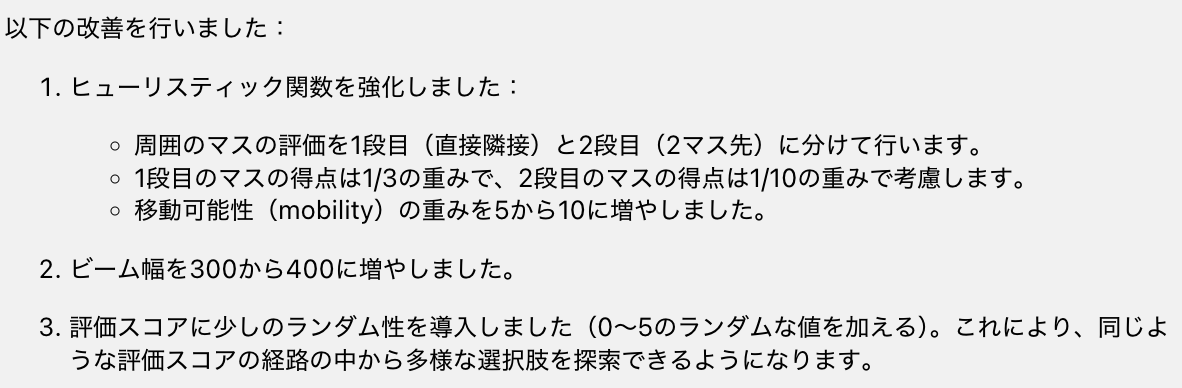 以下の改善を行いました：
1. ヒューリスティック関数を強化しました：
○ 周囲のマスの評価を1段目（直接隣接）と2段目（2マス先）に分けて行います。
○ 1段目のマスの得点は1/3の重みで、2段目のマスの得点は1/10の重みで考慮します。
○ 移動可能性（mobility）の重みを5から10に増やしました。
2. ビーム幅を300から400に増やしました。
3. 評価スコアに少しのランダム性を導入しました（0〜5のランダムな値を加える）。これにより、同じよ
うな評価スコアの経路の中から多様な選択肢を探索できるようになります。